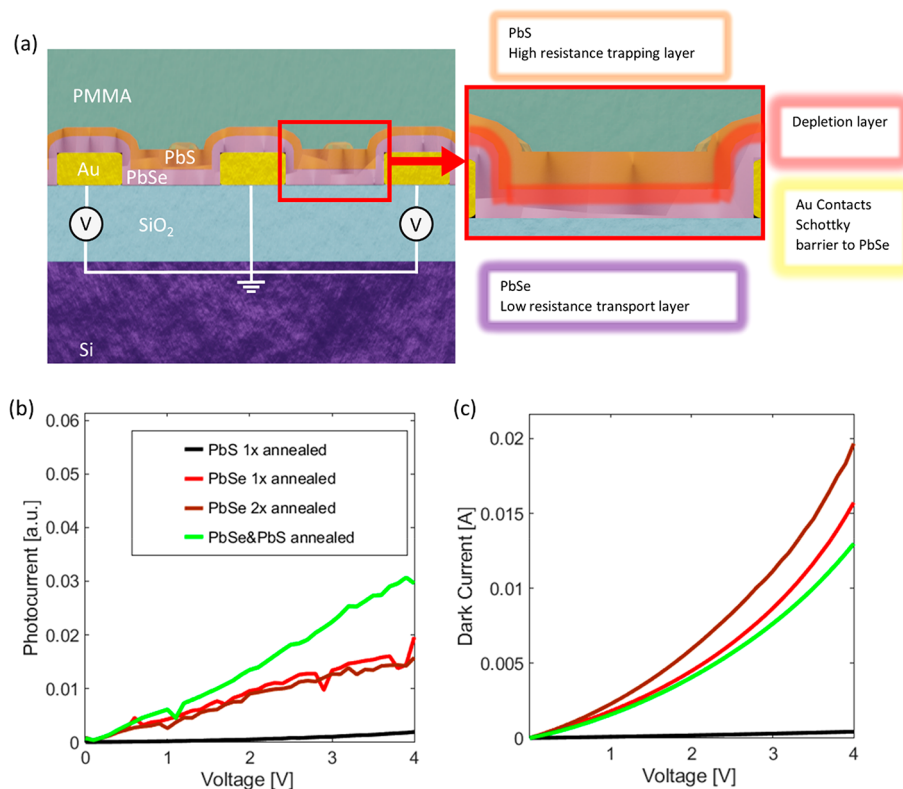 (a)
PMMA
PbS
Au
PbSe
V
V
SiO2
Si
PbS
High resistance trapping layer
Depletion layer
Au Contacts
Schottky
barrier to PbSe
PbSe
Low resistance transport layer
(b)
Photocurrent [a.u.]
0.06
0.05
0.04
0.03
0.02
0.01
0
0
1
2
3
4
Voltage [V]
PbS 1x annealed
PbSe 1x annealed
PbSe 2x annealed
PbSe&PbS annealed
(c)
Dark Current [A]
0.02
0.015
0.01
0.005
0
0
1
2
3
4
Voltage [V]